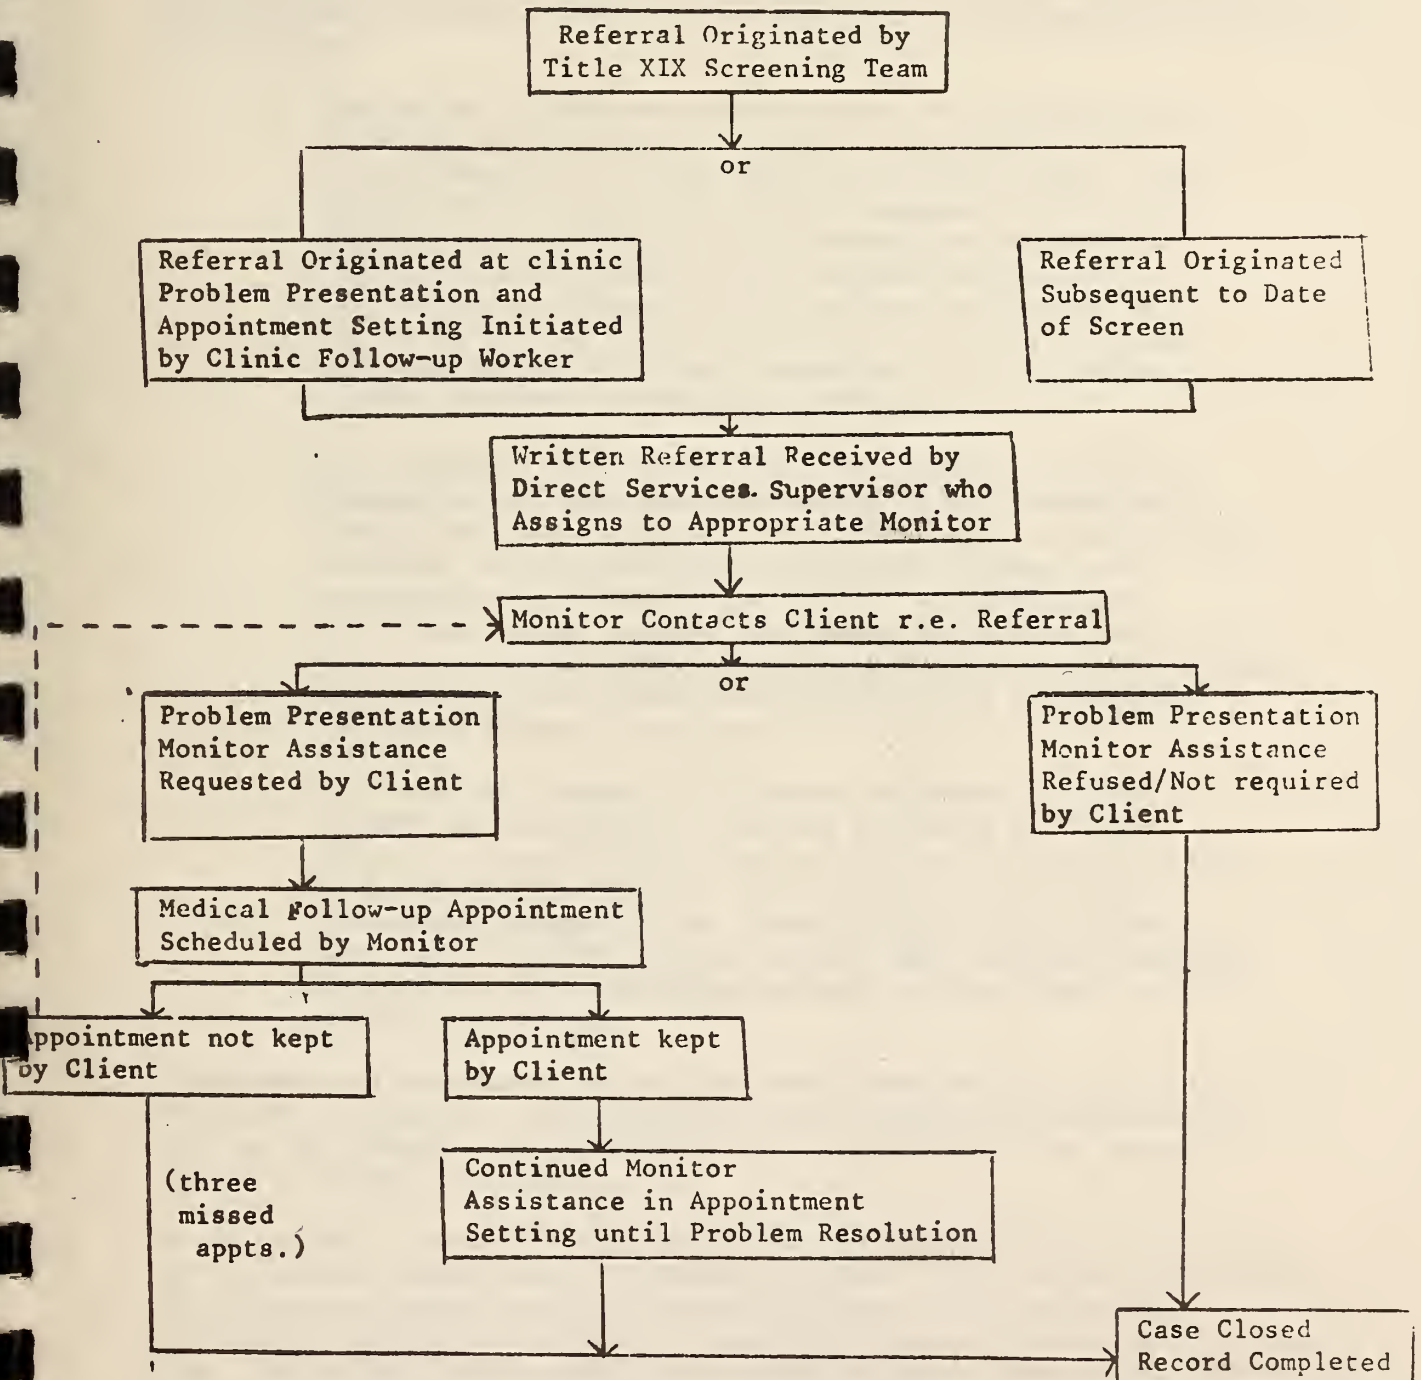 Referral Originated by
Title XIX Screening Team
or
Referral Originated at clinic
Problem Presentation and
Appointment Setting Initiated
by Clinic Follow-up Worker
Referral Originated
Subsequent to Date
of Screen
Written Referral Received by
Direct Services. Supervisor who
Assigns to Appropriate Monitor
Monitor Contacts Client r.e. Referral
or
Problem Presentation
Monitor Assistance
Requested by Client
Problem Presentation
Monitor Assistance
Refused/Not required
by Client
Medical Follow-up Appointment
Scheduled by Monitor
Appointment not kept
by Client
Appointment kept
by Client
(three
missed
appts.)
Continued Monitor
Assistance in Appointment
Setting until Problem Resolution
Case Closed
Record Completed